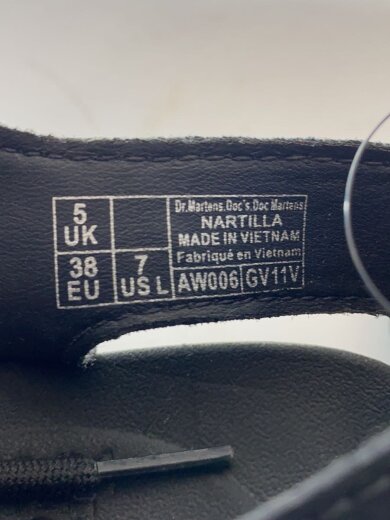 5
UK
38
EU
7
US L
Dr.Martens.Doc's.Doc Martens
NARTILLA
MADE IN VIETNAM
Fabriqué en Vietnam
AW006
GV11V